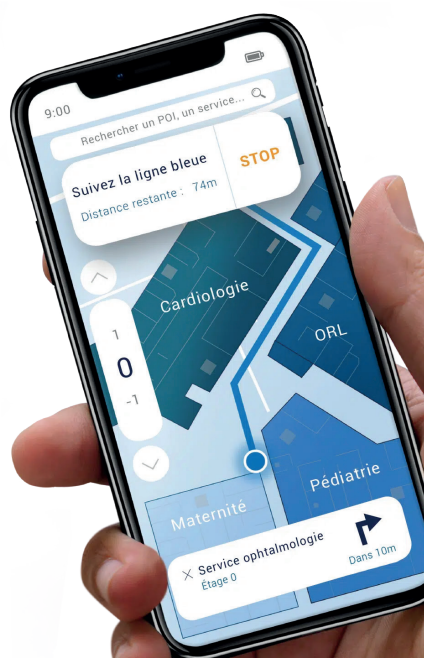 9:00
Rechercher un POI, un service...
Suivez la ligne bleue
Distance restante : 74m
STOP
Cardiologie
1
0
-1
ORL
Pédiatrie
Maternité
Service ophtalmologie
Étage 0
Dans 10m